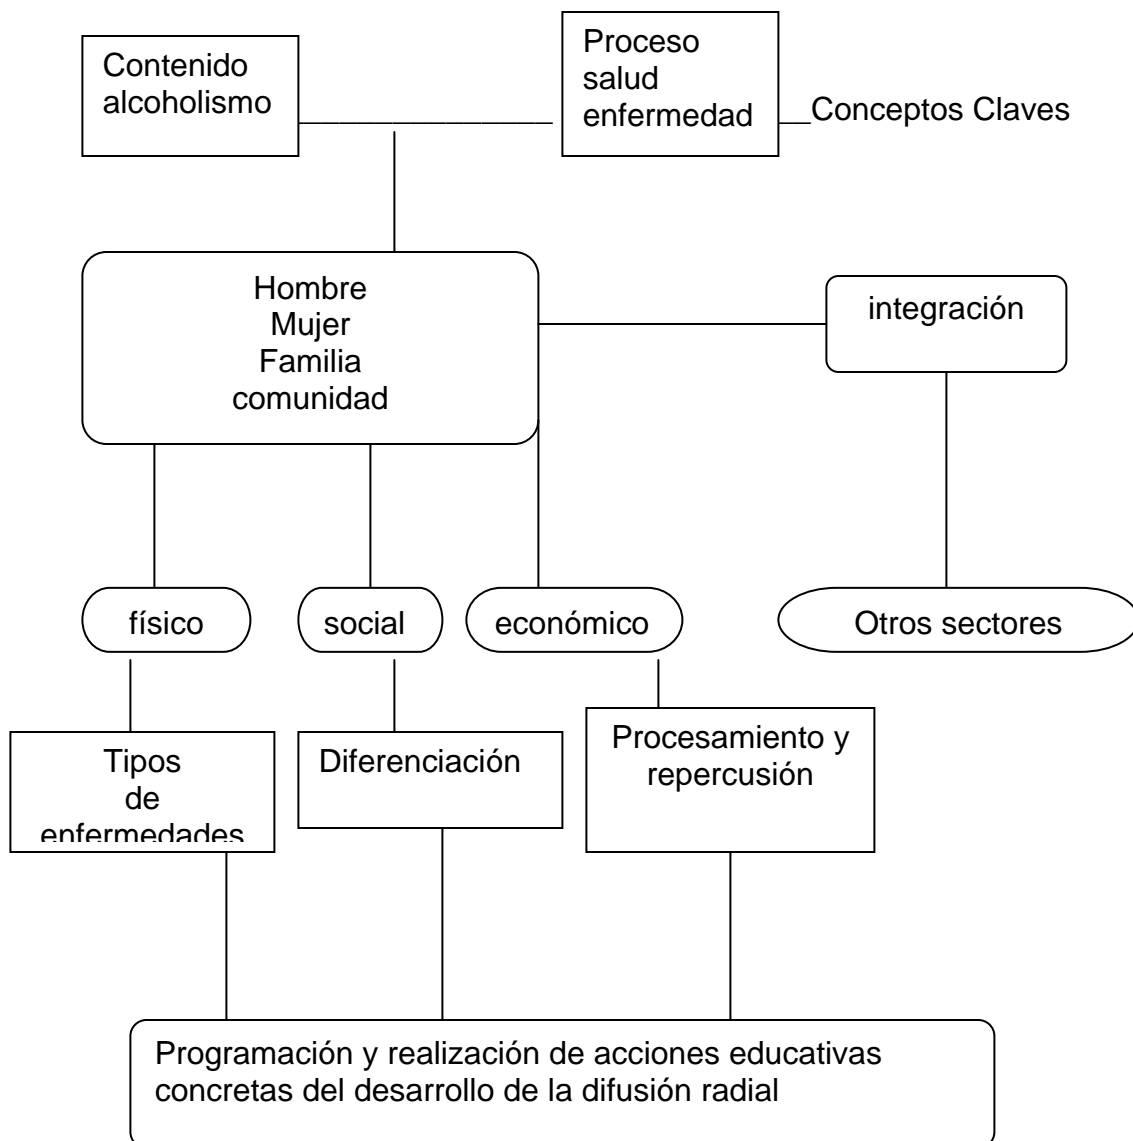 Contenido
alcoholismo
Proceso
salud
enfermedad
Conceptos Claves
Hombre
Mujer
Familia
comunidad
integración
físico
social
económico
Otros sectores
Tipos
de
enfermedades
Diferenciación
Procesamiento y
repercusión
Programación y realización de acciones educativas
concretas del desarrollo de la difusión radial